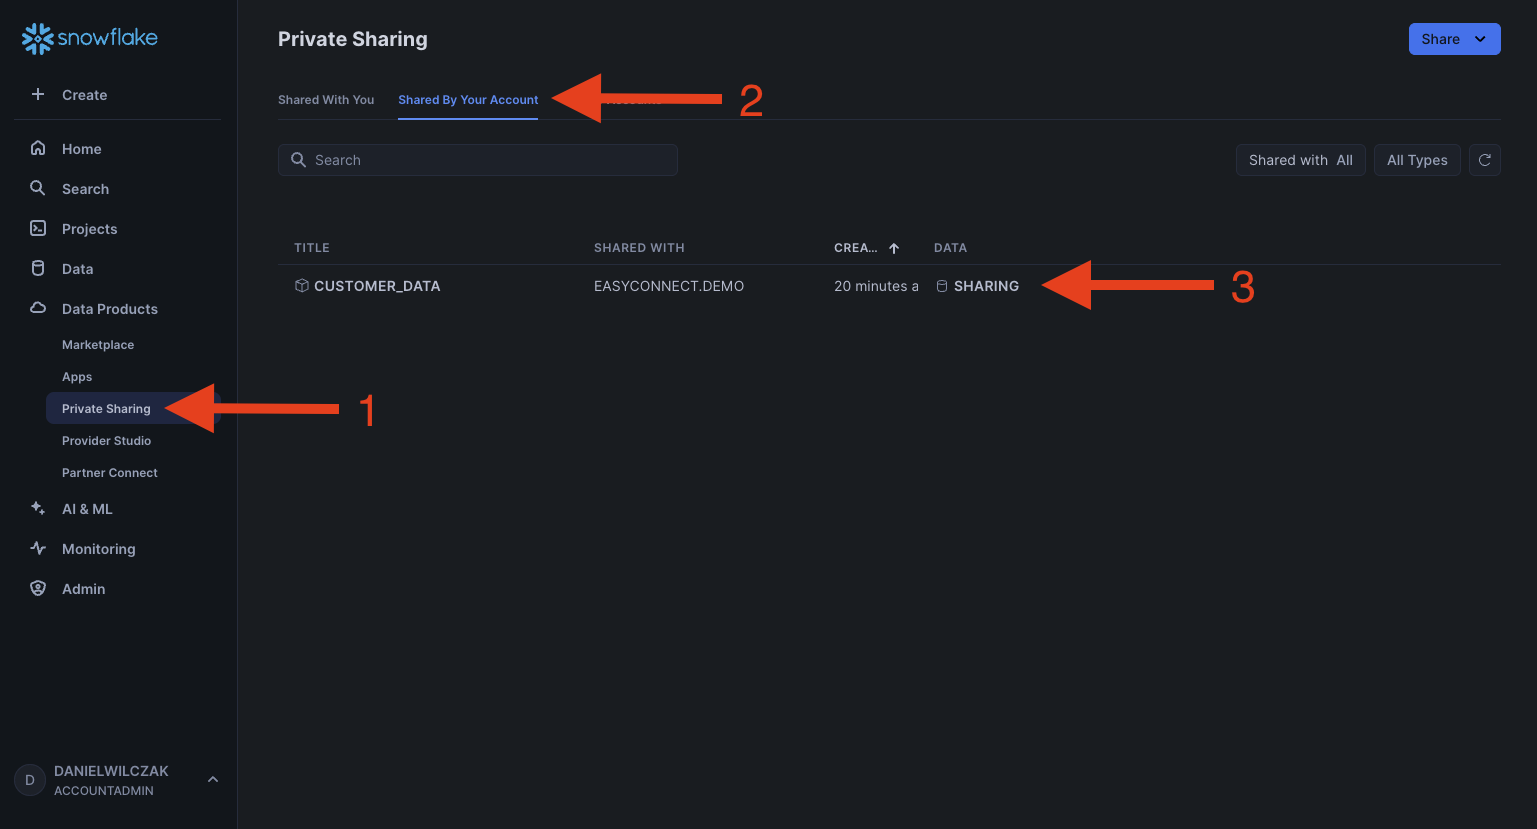 snowflake
Create
Home
Search
Projects
Data
Data Products
Marketplace
Apps
Private Sharing
1
Provider Studio
Partner Connect
AI & ML
Monitoring
Admin
D
DANIELWILCZAK
ACCOUNTADMIN
Private Sharing
Share
Shared With You
Shared By Your Account
2
Search
Shared with All
All Types
TITLE
SHARED WITH
CREA...
DATA
CUSTOMER_DATA
EASYCONNECT.DEMO
20 minutes a
SHARING
3